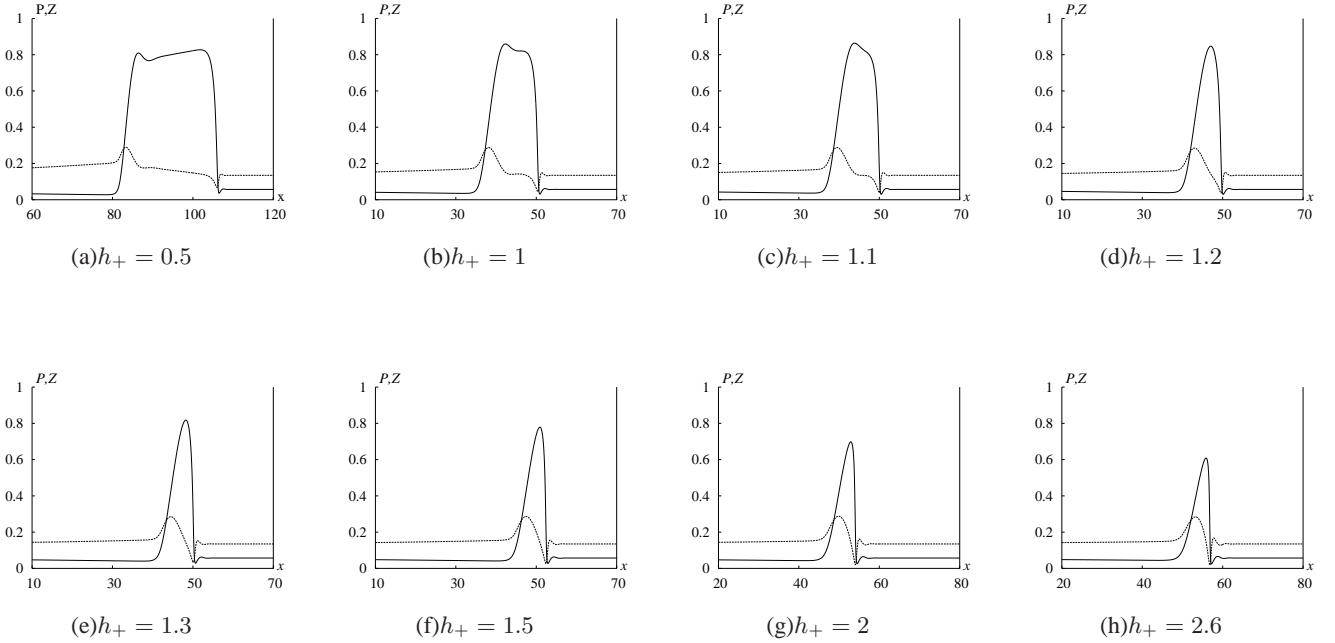 P,Z
1
0.8
0.6
0.4
0.2
0
60 80 100 120
x
(a)h₊ = 0.5
P,Z
1
0.8
0.6
0.4
0.2
0
10 30 50 70
x
(b)h₊ = 1
P,Z
1
0.8
0.6
0.4
0.2
0
10 30 50 70
x
(c)h₊ = 1.1
P,Z
1
0.8
0.6
0.4
0.2
0
10 30 50 70
x
(d)h₊ = 1.2
P,Z
1
0.8
0.6
0.4
0.2
0
10 30 50 70
x
(e)h₊ = 1.3
P,Z
1
0.8
0.6
0.4
0.2
0
10 30 50 70
x
(f)h₊ = 1.5
P,Z
1
0.8
0.6
0.4
0.2
0
20 40 60 80
x
(g)h₊ = 2
P,Z
1
0.8
0.6
0.4
0.2
0
20 40 60 80
x
(h)h₊ = 2.6